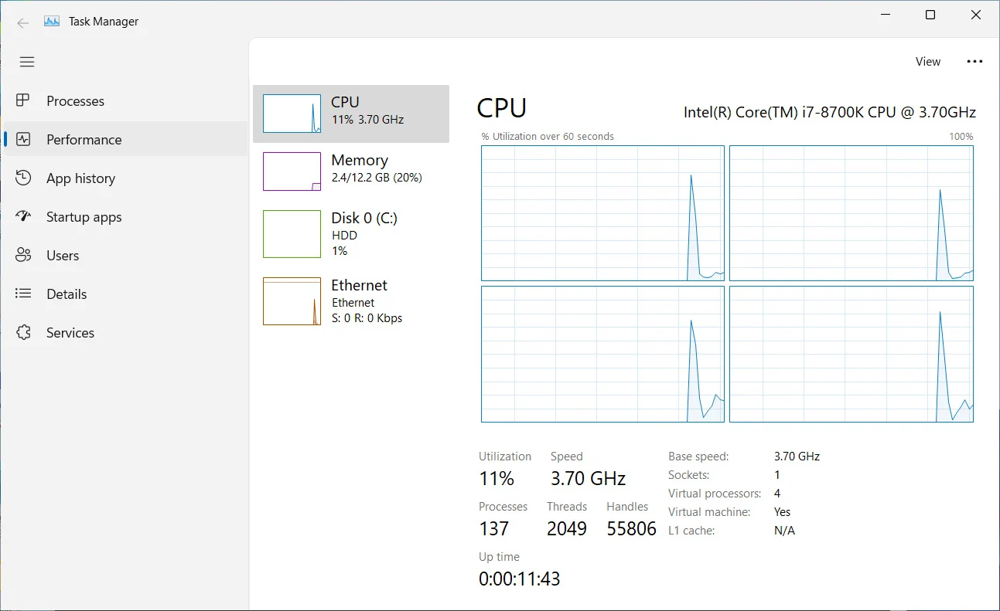 Task Manager
View
Processes
Performance
App history
Startup apps
Users
Details
Services
CPU
11% 3.70 GHz
Memory
2.4/12.2 GB (20%)
Disk 0 (C:)
HDD
1%
Ethernet
Ethernet
S: 0 R: 0 Kbps
CPU Intel(R) Core(TM) i7-8700K CPU @ 3.70GHz
% Utilization over 60 seconds 100%
Utilization Speed
11% 3.70 GHz
Processes Threads Handles
137 2049 55806
Up time
0:00:11:43
Base speed: 3.70 GHz
Sockets: 1
Virtual processors: 4
Virtual machine: Yes
L1 cache: N/A